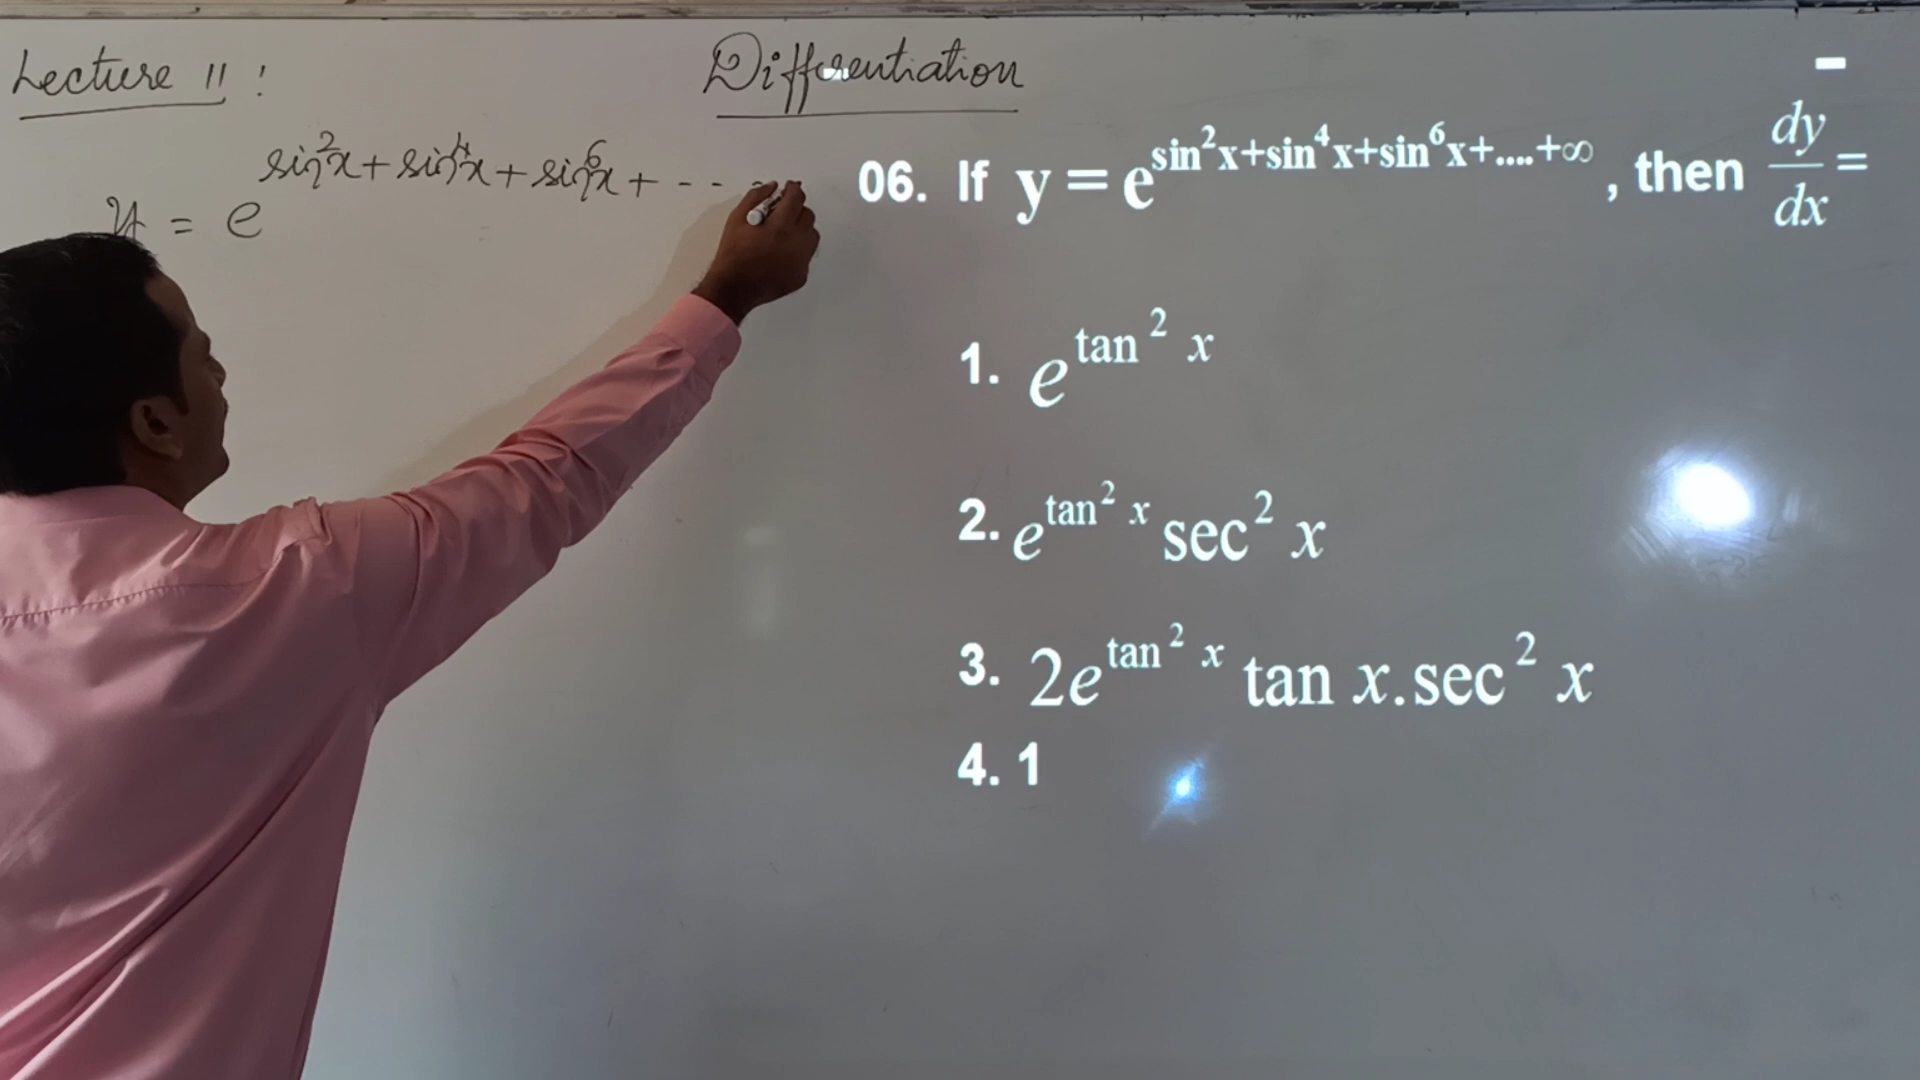 Lecture 11 !
Differentiation
y = e^{sin²x + sin⁴x + sin⁶x + - - - -
06. If y = e^{sin²x+sin⁴x+sin⁶x+....+∞}, then dy/dx =
1. e^{tan² x}
2. e^{tan² x} sec² x
3. 2e^{tan² x} tan x.sec² x
4. 1